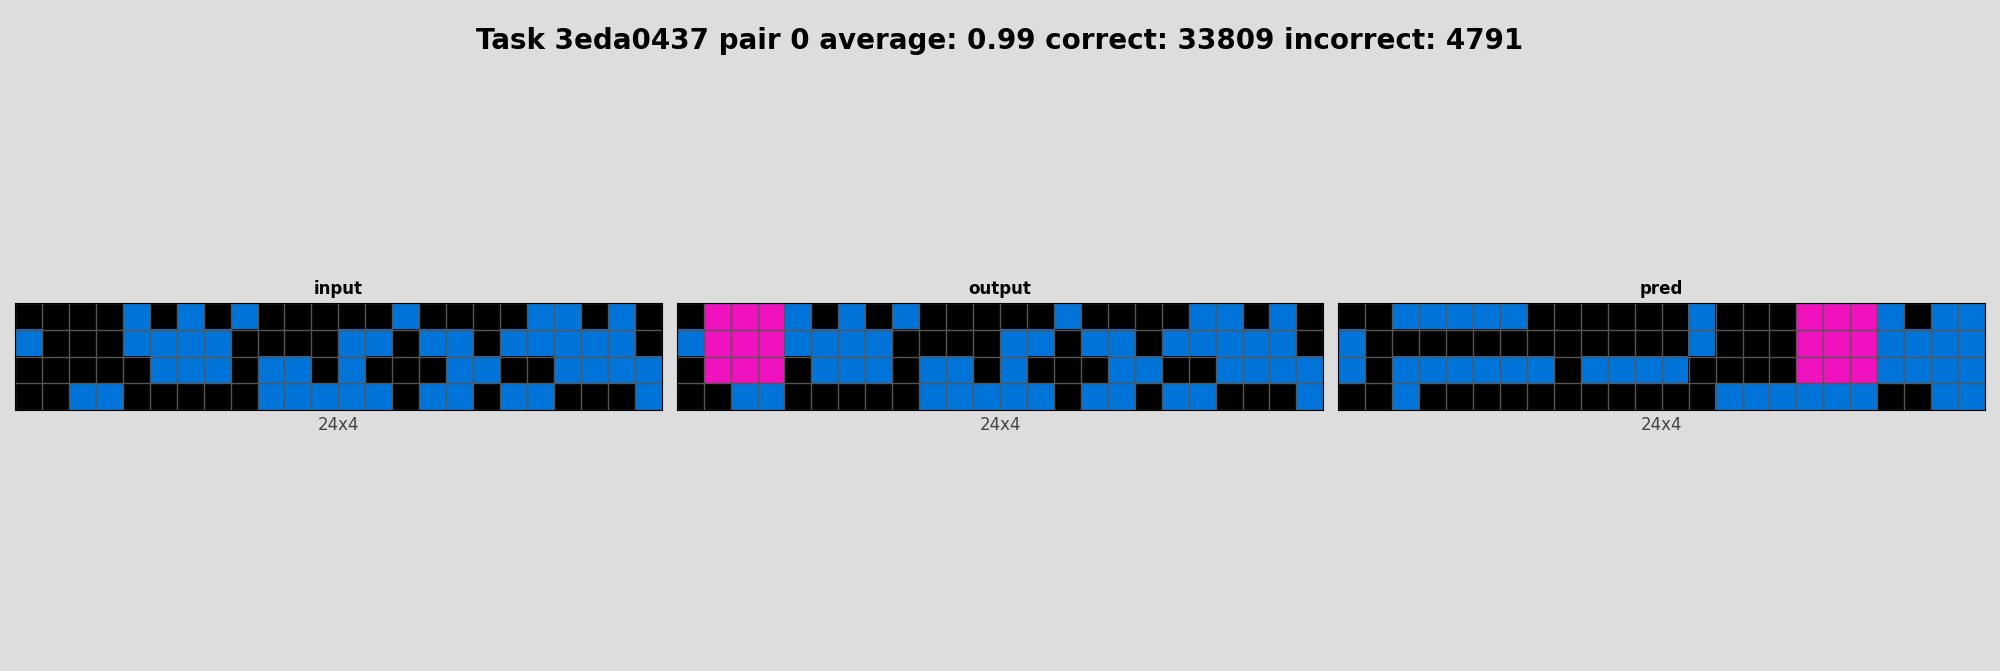 Task 3eda0437 pair 0 average: 0.99 correct: 33809 incorrect: 4791
input
output
pred
24x4
24x4
24x4